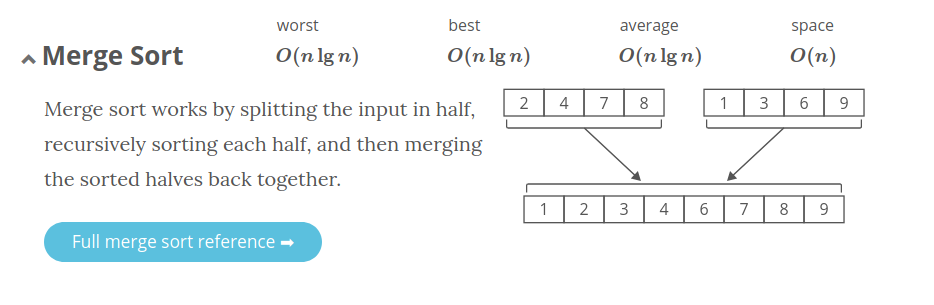 worst best average space
Merge Sort O(n lg n) O(n lg n) O(n lg n) O(n)
Merge sort works by splitting the input in half,
recursively sorting each half, and then merging
the sorted halves back together.
Full merge sort reference ➡
2 4 7 8 1 3 6 9
1 2 3 4 6 7 8 9